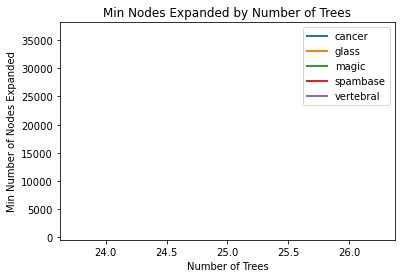 Min Nodes Expanded by Number of Trees
cancer
glass
magic
spambase
vertebral
35000
30000
25000
20000
15000
10000
5000
0
Min Number of Nodes Expanded
24.0 24.5 25.0 25.5 26.0
Number of Trees